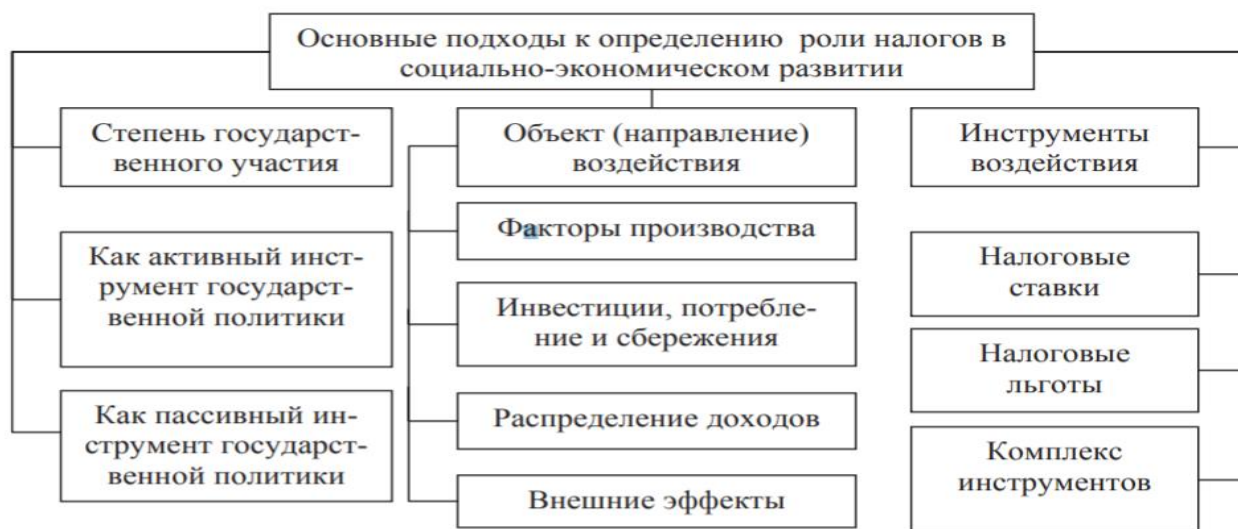 Основные подходы к определению роли налогов в
социально-экономическом развитии
Степень государст-
венного участия
Как активный инст-
румент государст-
венной политики
Как пассивный ин-
струмент государст-
венной политики
Объект (направление)
воздействия
Факторы производства
Инвестиции, потребле-
ние и сбережения
Распределение доходов
Внешние эффекты
Инструменты
воздействия
Налоговые
ставки
Налоговые
льготы
Комплекс
инструментов